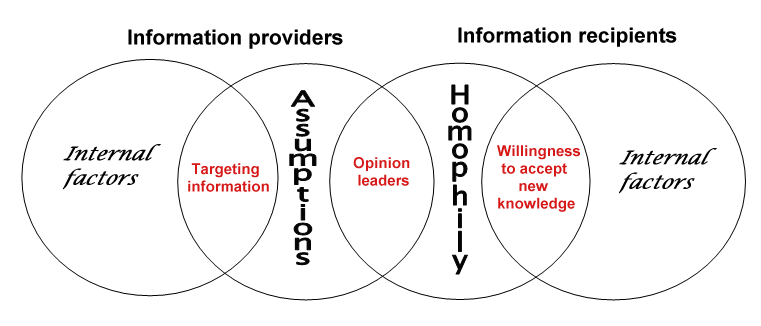 Information providers
Information recipients
Internal
factors
Targeting
information
Assumptions
Opinion
leaders
Homophily
Willingness
to accept
new
knowledge
Internal
factors